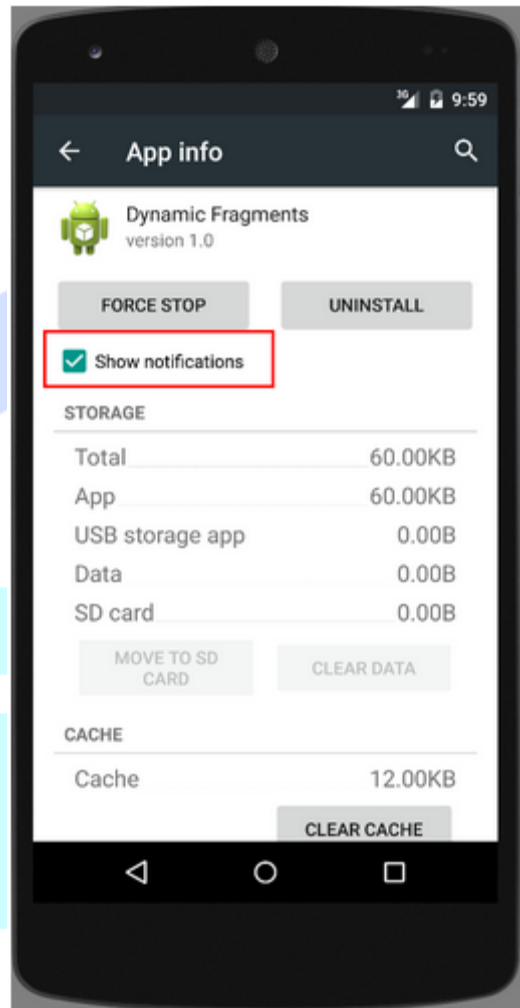 3G 9:59
App info
Dynamic Fragments
version 1.0
FORCE STOP UNINSTALL
Show notifications
STORAGE
Total 60.00KB
App 60.00KB
USB storage app 0.00B
Data 0.00B
SD card 0.00B
MOVE TO SD
CARD
CLEAR DATA
CACHE
Cache 12.00KB
CLEAR CACHE